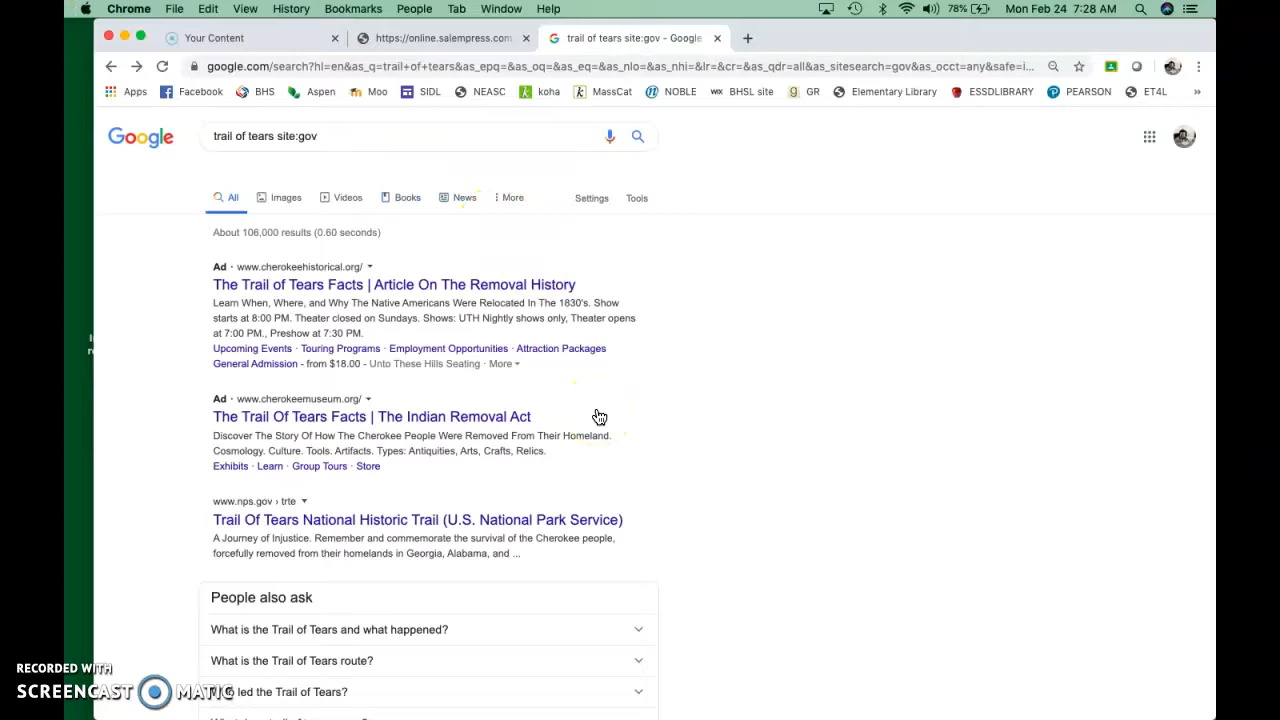 Chrome File Edit View History Bookmarks People Tab Window Help 78% Mon Feb 24 7:28 AM
Your Content × https://online.salempress.com × trail of tears site:gov - Google × +
google.com/search?hl=en&as_q=trail+of+tears&as_epq=&as_oq=&as_eq=&as_nlo=&as_nhi=&lr=&cr=&as_qdr=all&as_sitesearch=gov&as_occt=any&safe=i...
Apps Facebook BHS Aspen Moo SIDL NEASC koha MassCat NOBLE WIX BHSL site GR Elementary Library ESSDLIBRARY PEARSON ET4L »
Google trail of tears site:gov
All Images Videos Books News More Settings Tools
About 106,000 results (0.60 seconds)
Ad · www.cherokeehistorical.org/
The Trail of Tears Facts | Article On The Removal History
Learn When, Where, and Why The Native Americans Were Relocated In The 1830's. Show
starts at 8:00 PM. Theater closed on Sundays. Shows: UTH Nightly shows only, Theater opens
at 7:00 PM., Preshow at 7:30 PM.
Upcoming Events · Touring Programs · Employment Opportunities · Attraction Packages
General Admission - from $18.00 - Unto These Hills Seating · More
Ad · www.cherokeemuseum.org/
The Trail Of Tears Facts | The Indian Removal Act
Discover The Story Of How The Cherokee People Were Removed From Their Homeland.
Cosmology. Culture. Tools. Artifacts. Types: Antiquities, Arts, Crafts, Relics.
Exhibits · Learn · Group Tours · Store
www.nps.gov › trte
Trail Of Tears National Historic Trail (U.S. National Park Service)
A Journey of Injustice. Remember and commemorate the survival of the Cherokee people,
forcefully removed from their homelands in Georgia, Alabama, and ...
People also ask
What is the Trail of Tears and what happened?
What is the Trail of Tears route?
led the Trail of Tears?
RECORDED WITH
SCREENCAST MATIC